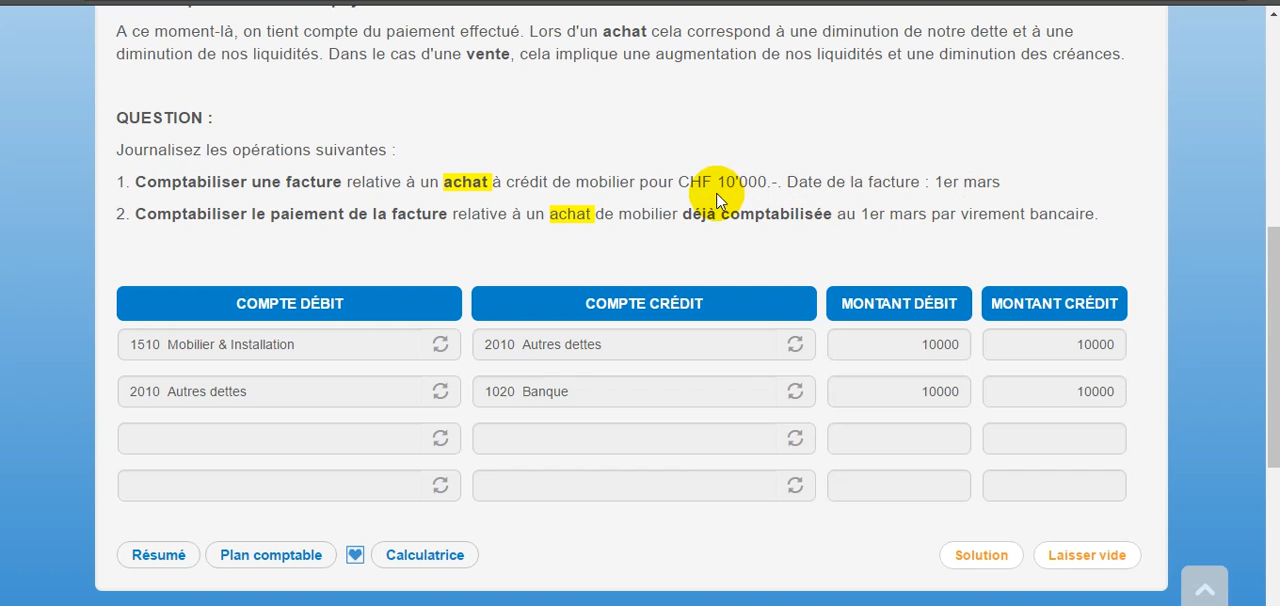 A ce moment-là, on tient compte du paiement effectué. Lors d'un achat cela correspond à une diminution de notre dette et à une
diminution de nos liquidités. Dans le cas d'une vente, cela implique une augmentation de nos liquidités et une diminution des créances.
QUESTION :
Journalisez les opérations suivantes :
1. Comptabiliser une facture relative à un achat à crédit de mobilier pour CHF 10'000.-. Date de la facture : 1er mars
2. Comptabiliser le paiement de la facture relative à un achat de mobilier déjà comptabilisée au 1er mars par virement bancaire.
COMPTE DÉBIT COMPTE CRÉDIT MONTANT DÉBIT MONTANT CRÉDIT
1510 Mobilier & Installation 2010 Autres dettes 10000 10000
2010 Autres dettes 1020 Banque 10000 10000
Résumé Plan comptable Calculatrice Solution Laisser vide